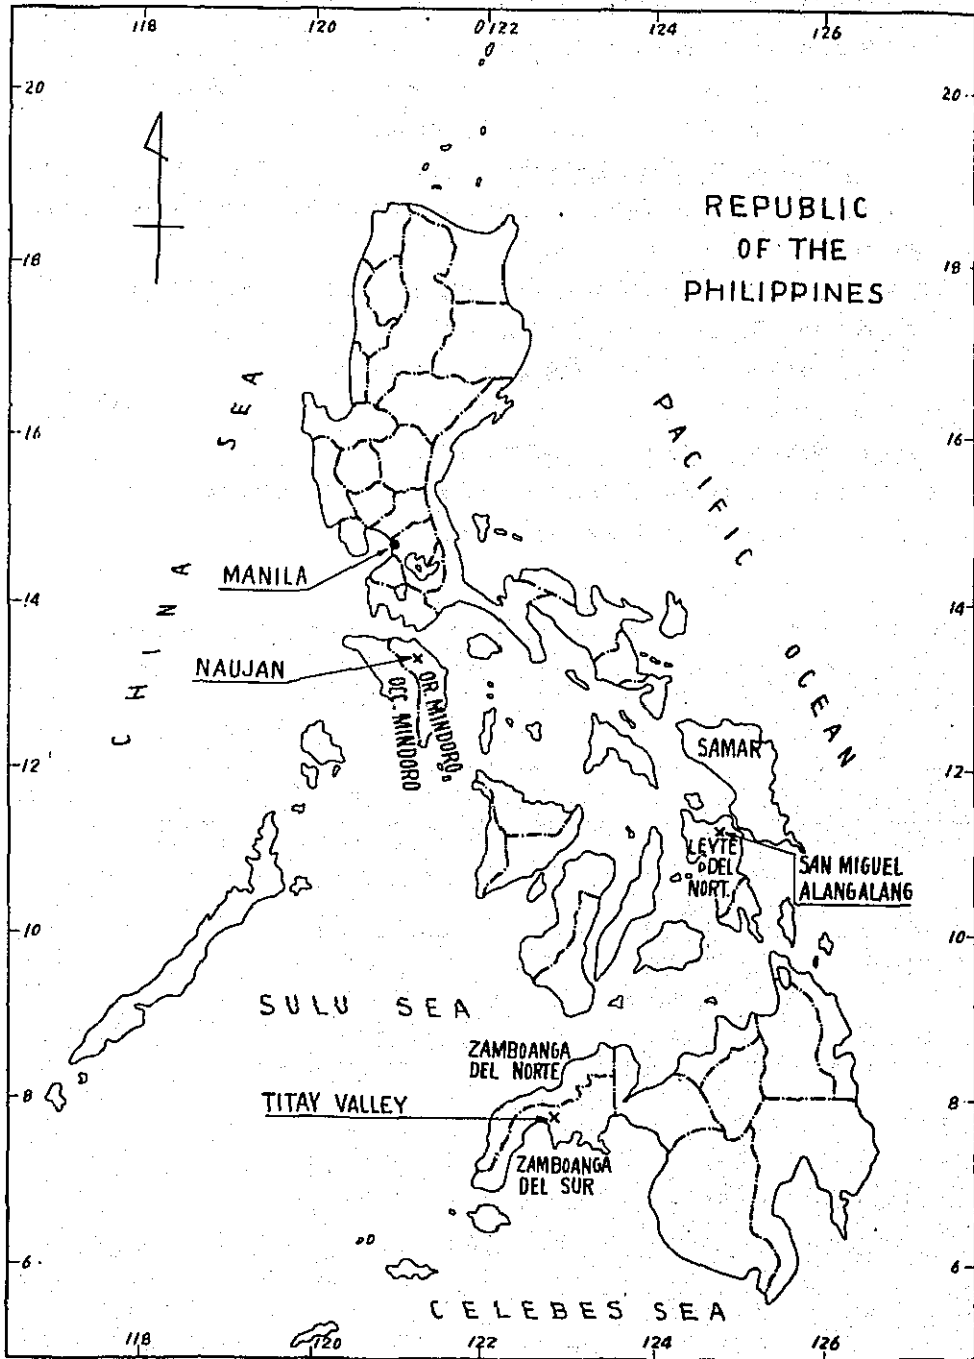 118 120 122 124 126
20 20
REPUBLIC
OF THE
PHILIPPINES
18 18
SEA
16 16
PACIFIC
MANILA
CHINA
14 14
OCEAN
NAUJAN
OCC. MINDORO
OR. MINDORO
SAMAR
12 12
LEYTE
DEL
NORT.
SAN MIGUEL
ALANGALANG
10 10
SULU SEA
ZAMBOANGA
DEL NORTE
8 8
TITAY VALLEY
ZAMBOANGA
DEL SUR
6 6
CELEBES SEA
118 120 122 124 126